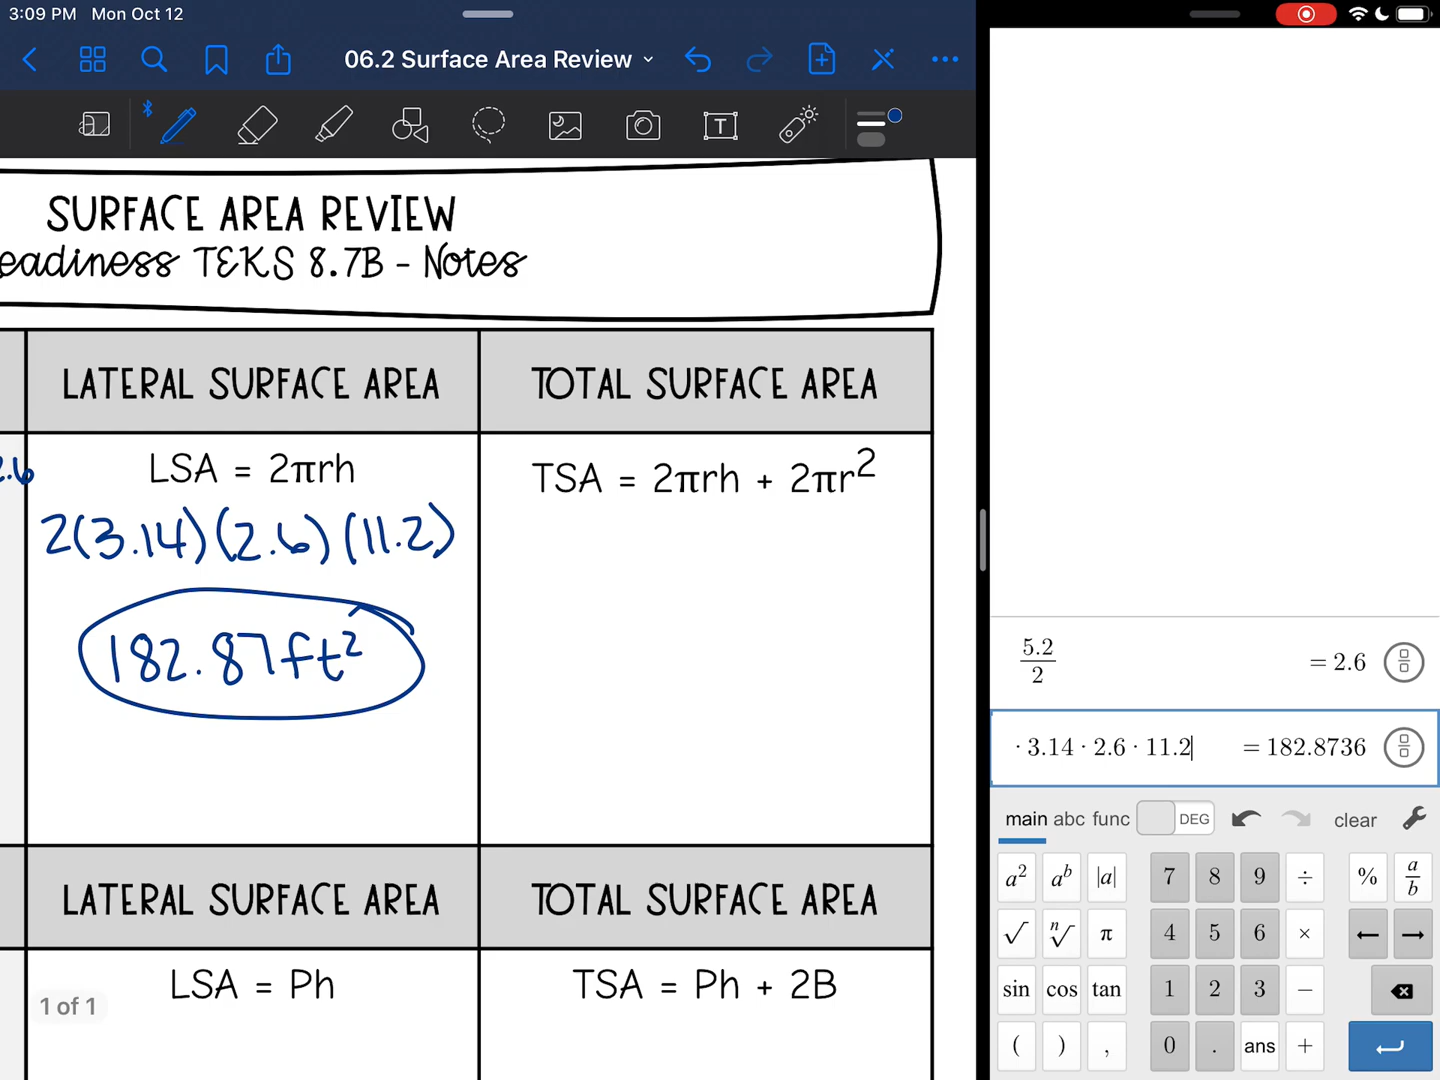 3:09 PM Mon Oct 12
06.2 Surface Area Review
SURFACE AREA REVIEW
eadiness TEKS 8.7B - Notes
LATERAL SURFACE AREA
TOTAL SURFACE AREA
2.6
LSA = 2πrh
TSA = 2πrh + 2πr²
2(3.14)(2.6)(11.2)
182.87ft²
LATERAL SURFACE AREA
TOTAL SURFACE AREA
LSA = Ph
TSA = Ph + 2B
1 of 1
5.2/2 = 2.6
· 3.14 · 2.6 · 11.2 = 182.8736
main abc func DEG clear
a² aᵇ |a| 7 8 9 ÷ % a/b
√ ⁿ√ π 4 5 6 × ← →
sin cos tan 1 2 3 −
( ) , 0 . ans +